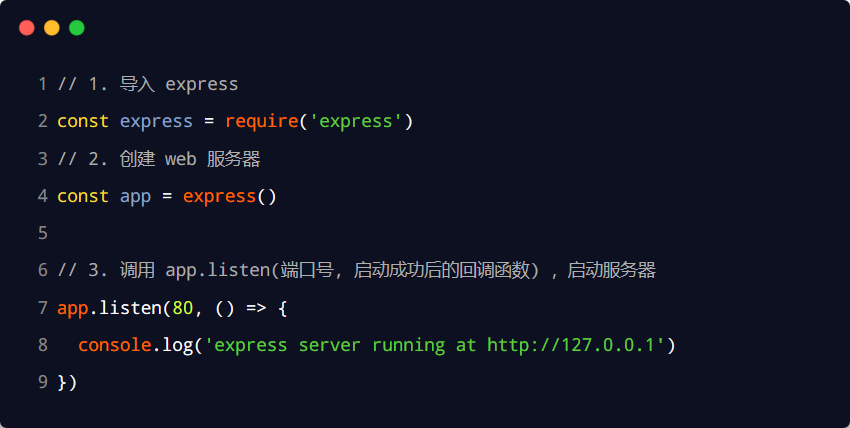 1 // 1. 导入 express
2 const express = require('express')
3 // 2. 创建 web 服务器
4 const app = express()
5
6 // 3. 调用 app.listen(端口号, 启动成功后的回调函数) , 启动服务器
7 app.listen(80, () => {
8   console.log('express server running at http://127.0.0.1')
9 })